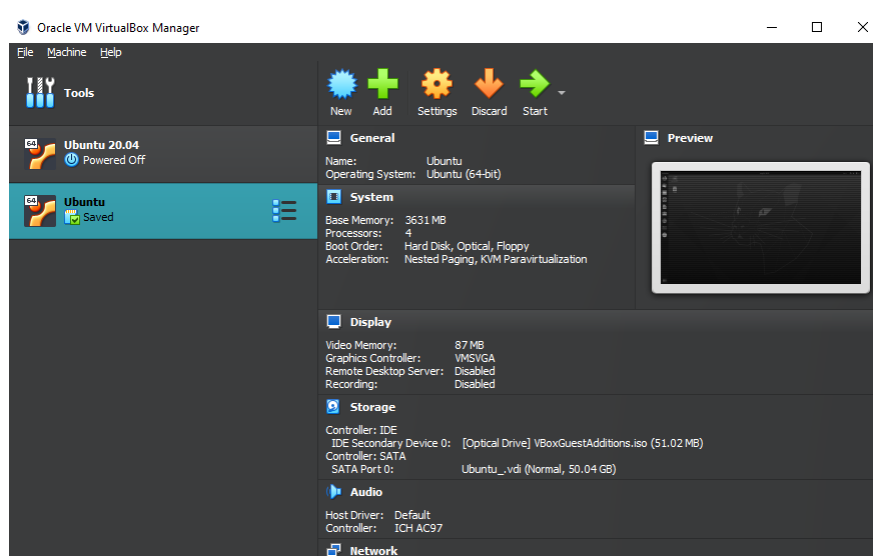 Oracle VM VirtualBox Manager
File Machine Help
Tools
New Add Settings Discard Start
64 Ubuntu 20.04
Powered Off
64 Ubuntu
Saved
General
Name: Ubuntu
Operating System: Ubuntu (64-bit)
Preview
System
Base Memory: 3631 MB
Processors: 4
Boot Order: Hard Disk, Optical, Floppy
Acceleration: Nested Paging, KVM Paravirtualization
Display
Video Memory: 87 MB
Graphics Controller: VMSVGA
Remote Desktop Server: Disabled
Recording: Disabled
Storage
Controller: IDE
IDE Secondary Device 0: [Optical Drive] VBoxGuestAdditions.iso (51.02 MB)
Controller: SATA
SATA Port 0: Ubuntu_.vdi (Normal, 50.04 GB)
Audio
Host Driver: Default
Controller: ICH AC97
Network